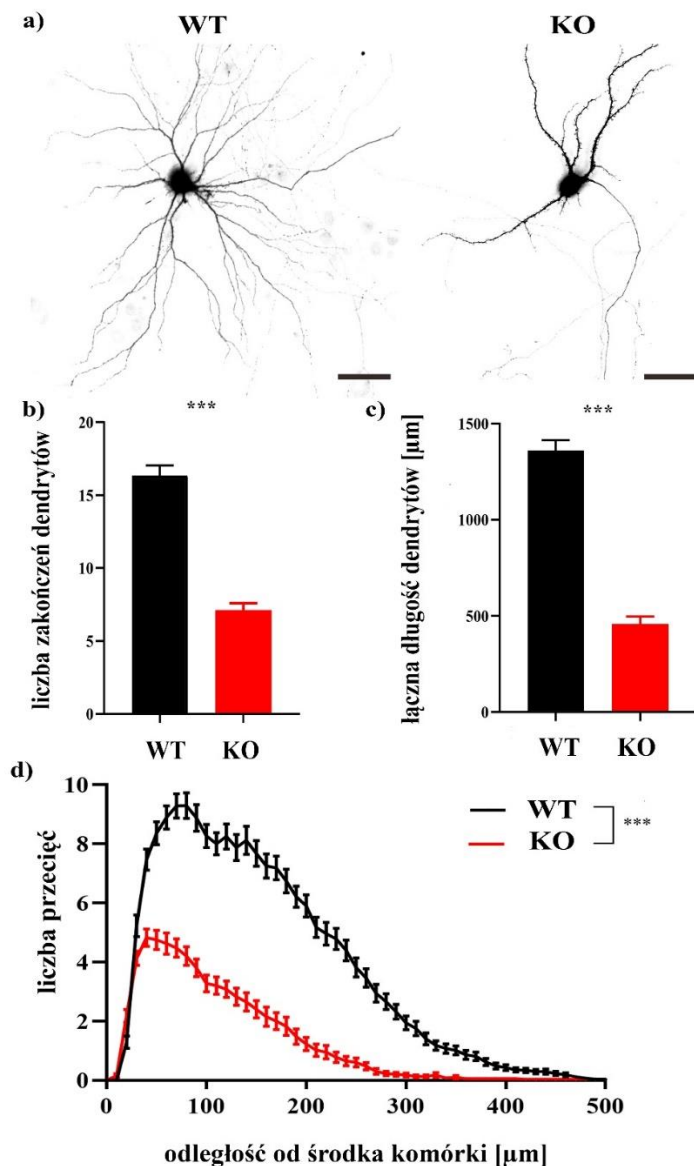 a)
WT
KO
b)
***
liczba zakończeń dendrytów
20
15
10
5
0
WT
KO
c)
***
łączna długość dendrytów [µm]
1500
1000
500
0
WT
KO
d)
liczba przecięć
10
8
6
4
2
0
WT
KO
***
0 100 200 300 400 500
odległość od środka komórki [µm]